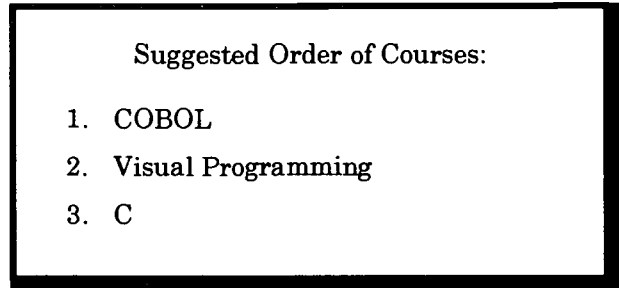 Suggested Order of Courses:
1. COBOL
2. Visual Programming
3. C